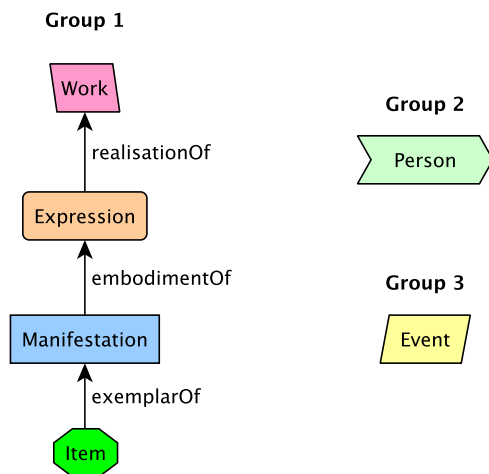 Group 1
Work
realisationOf
Expression
embodimentOf
Manifestation
exemplarOf
Item
Group 2
Person
Group 3
Event